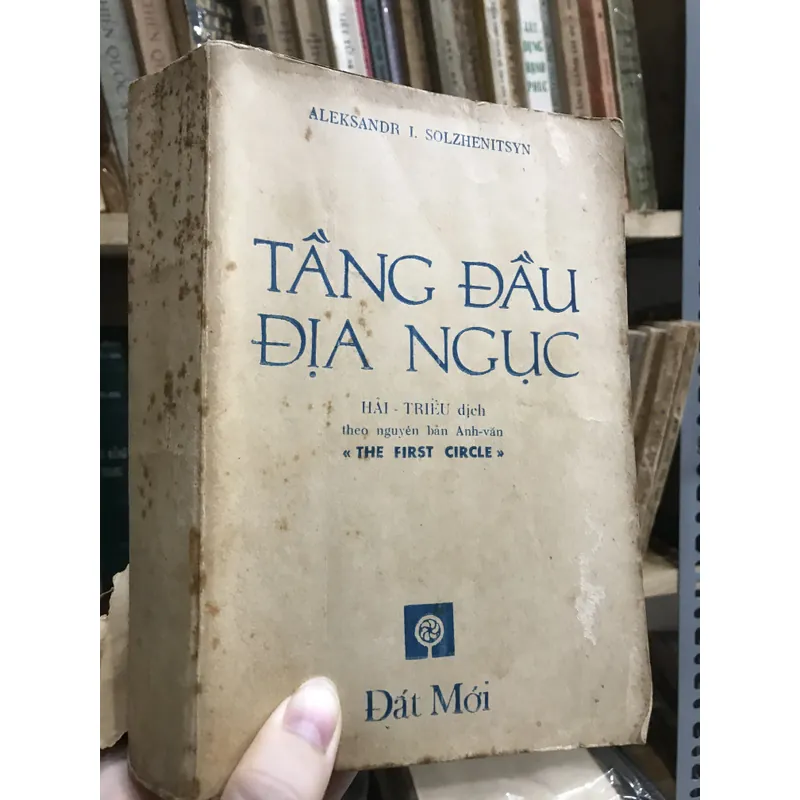 ALEKSANDR I. SOLZHENITSYN
TẦNG ĐẦU
ĐỊA NGỤC
HẢI - TRIỀU dịch
theo nguyên bản Anh-văn
« THE FIRST CIRCLE »
Đất Mới